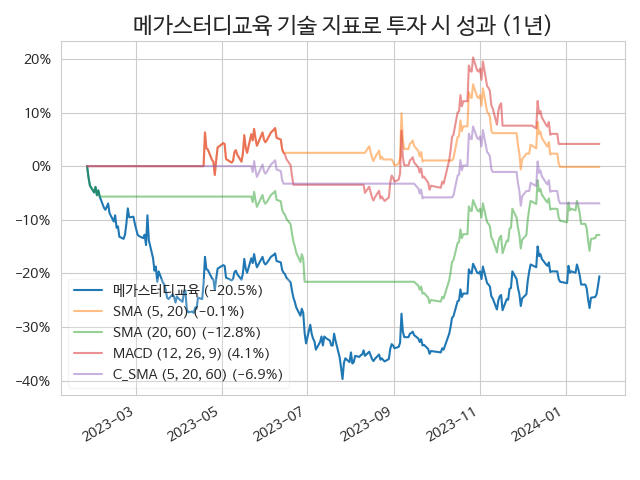 메가스터디교육 기술 지표로 투자 시 성과 (1년)
20%
10%
0%
−10%
−20%
−30%
−40%
메가스터디교육 (−20.5%)
SMA (5, 20) (−0.1%)
SMA (20, 60) (−12.8%)
MACD (12, 26, 9) (4.1%)
C_SMA (5, 20, 60) (−6.9%)
2023−03
2023−05
2023−07
2023−09
2023−11
2024−01